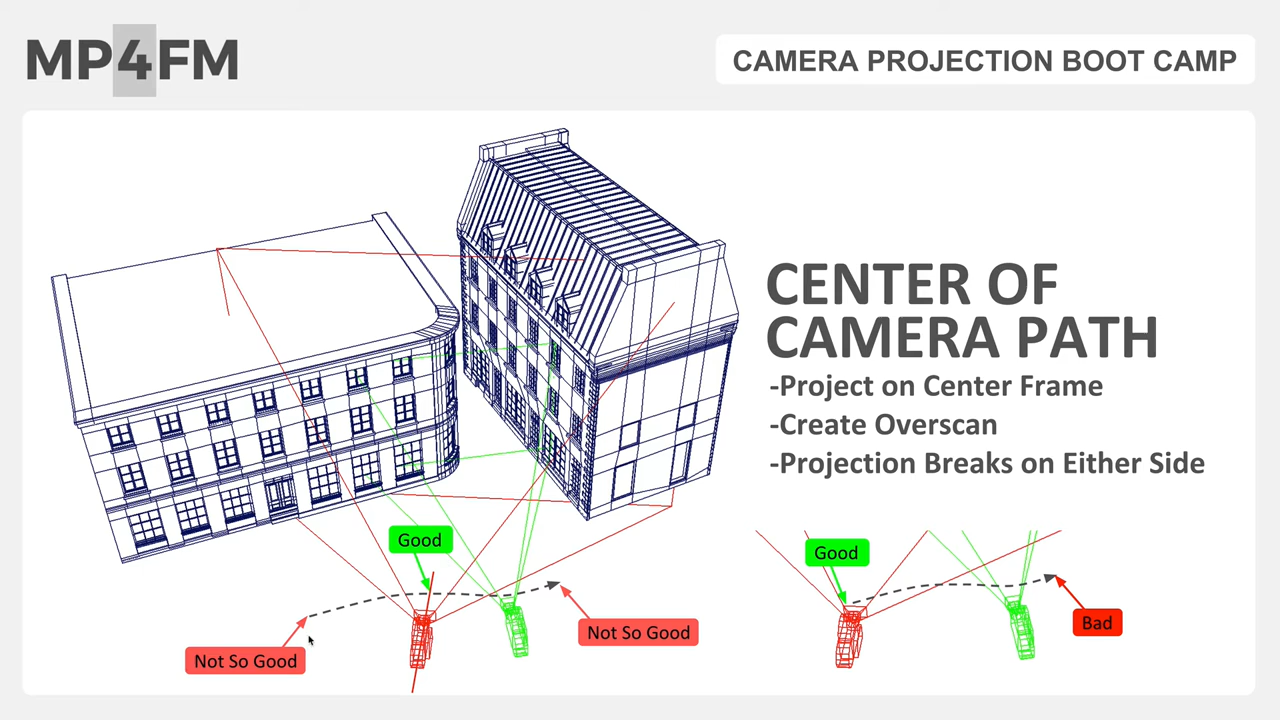 MP4FM
CAMERA PROJECTION BOOT CAMP
CENTER OF
CAMERA PATH
-Project on Center Frame
-Create Overscan
-Projection Breaks on Either Side
Good
Not So Good
Not So Good
Good
Bad